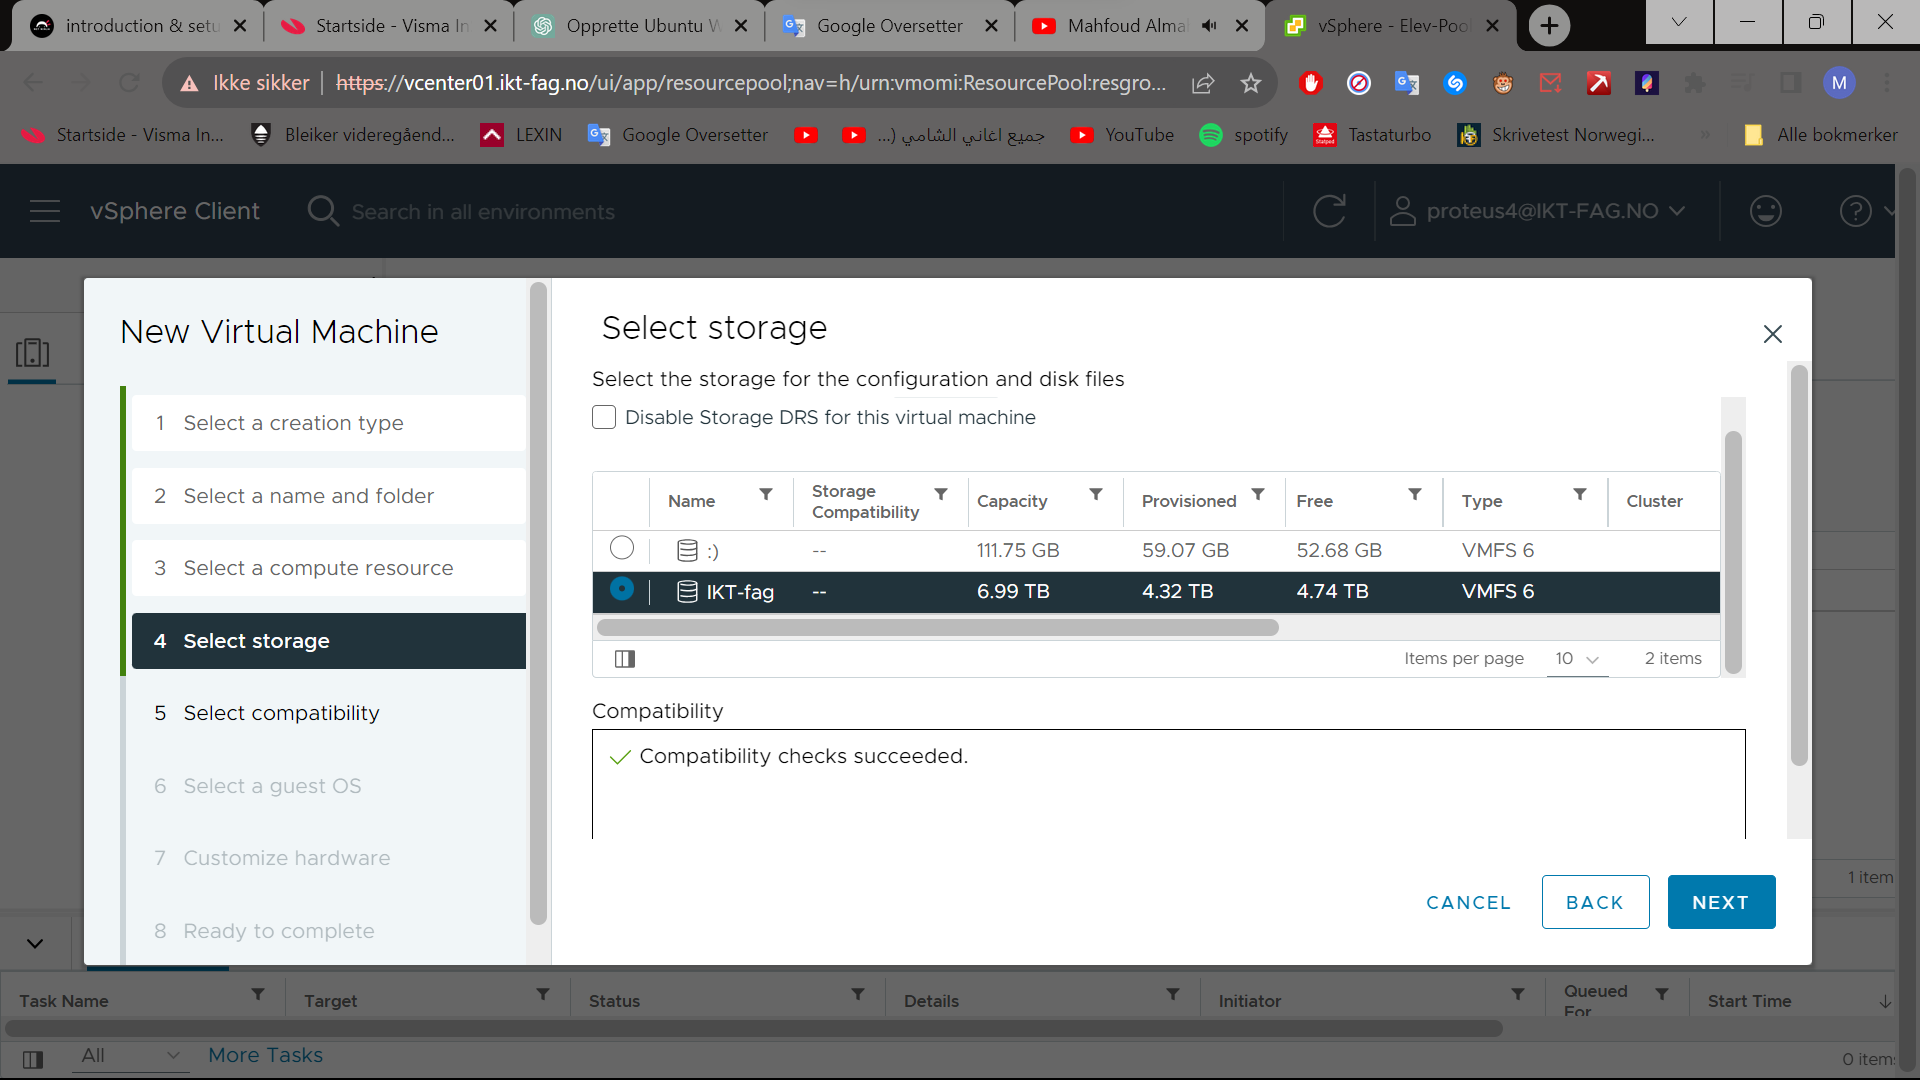 introduction & setu
Startside - Visma In
Opprette Ubuntu
Google Oversetter
Mahfoud Alma
vSphere - Elev-Pool
Ikke sikker
https://vcenter01.ikt-fag.no/ui/app/resourcepool;nav=h/urn:vmomi:ResourcePool:resgro...
M
Startside - Visma In...
Bleiker videregåend...
LEXIN
Google Oversetter
جميع اغاني الشامي (...
YouTube
spotify
Tastaturbo
Skrivetest Norwegi...
»
Alle bokmerker
vSphere Client
Search in all environments
proteus4@IKT-FAG.NO
New Virtual Machine
1 Select a creation type
2 Select a name and folder
3 Select a compute resource
4 Select storage
5 Select compatibility
6 Select a guest OS
7 Customize hardware
8 Ready to complete
Select storage
Select the storage for the configuration and disk files
Disable Storage DRS for this virtual machine
Name Storage Compatibility Capacity Provisioned Free Type Cluster
:) -- 111.75 GB 59.07 GB 52.68 GB VMFS 6
IKT-fag -- 6.99 TB 4.32 TB 4.74 TB VMFS 6
Items per page 10 2 items
Compatibility
Compatibility checks succeeded.
CANCEL BACK NEXT
1 item
Task Name Target Status Details Initiator Queued For Start Time
All More Tasks
0 items